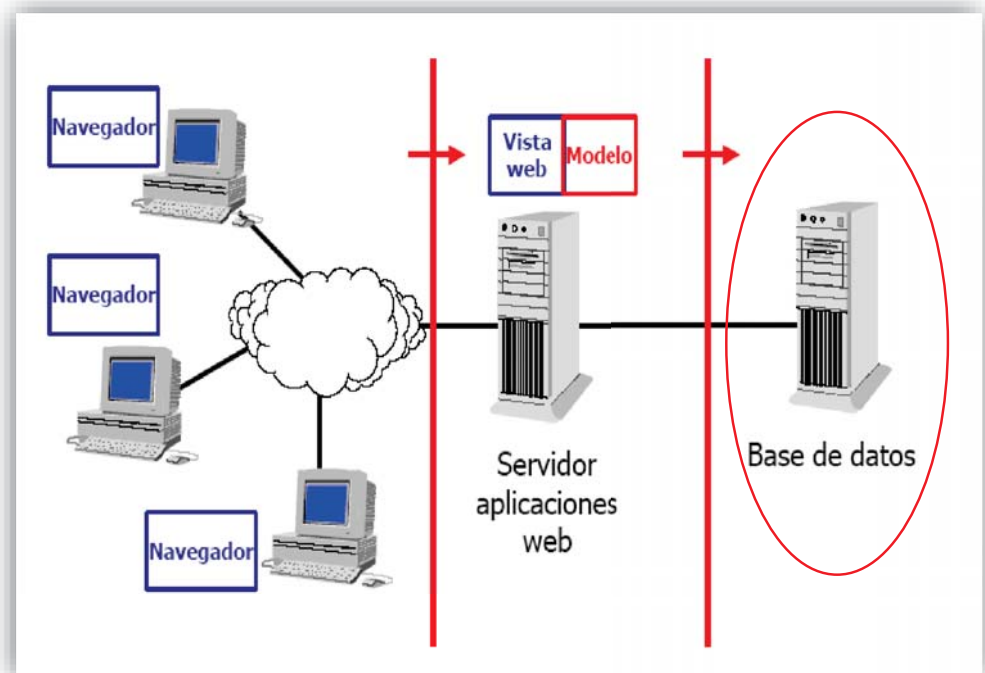 Navegador
Navegador
Navegador
Vista
web
Modelo
Servidor
aplicaciones
web
Base de datos